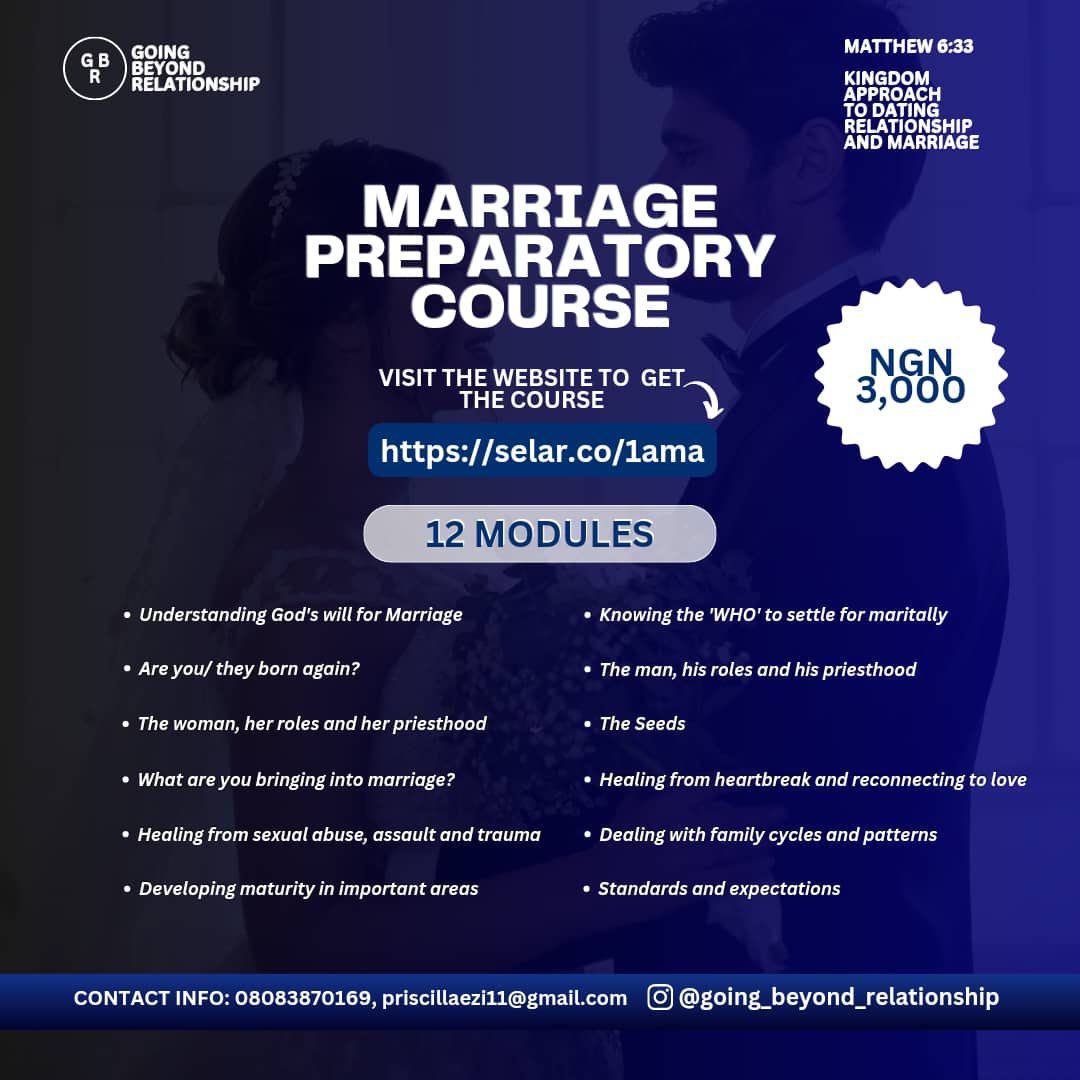 G B
R
GOING
BEYOND
RELATIONSHIP
MATTHEW 6:33
KINGDOM
APPROACH
TO DATING
RELATIONSHIP
AND MARRIAGE
MARRIAGE
PREPARATORY
COURSE
VISIT THE WEBSITE TO GET
THE COURSE
https://selar.co/1ama
NGN
3,000
12 MODULES
• Understanding God's will for Marriage
• Are you/ they born again?
• The woman, her roles and her priesthood
• What are you bringing into marriage?
• Healing from sexual abuse, assault and trauma
• Developing maturity in important areas
• Knowing the 'WHO' to settle for maritally
• The man, his roles and his priesthood
• The Seeds
• Healing from heartbreak and reconnecting to love
• Dealing with family cycles and patterns
• Standards and expectations
CONTACT INFO: 08083870169, priscillaezi11@gmail.com @going_beyond_relationship